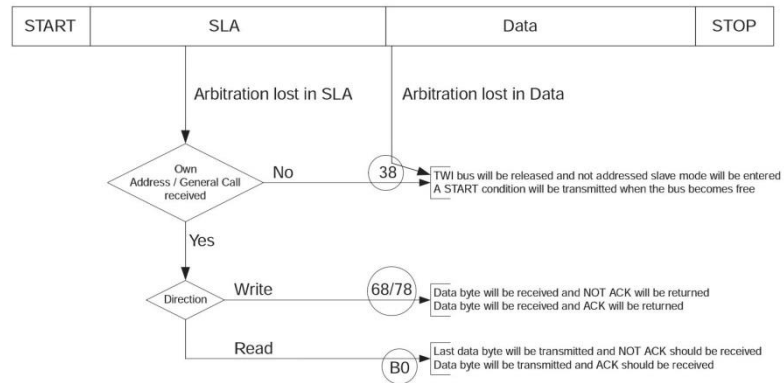 START SLA Data STOP
Arbitration lost in SLA Arbitration lost in Data
Own
Address / General Call
received
No
38
TWI bus will be released and not addressed slave mode will be entered
A START condition will be transmitted when the bus becomes free
Yes
Direction
Write
68/78
Data byte will be received and NOT ACK will be returned
Data byte will be received and ACK will be returned
Read
B0
Last data byte will be transmitted and NOT ACK should be received
Data byte will be transmitted and ACK should be received